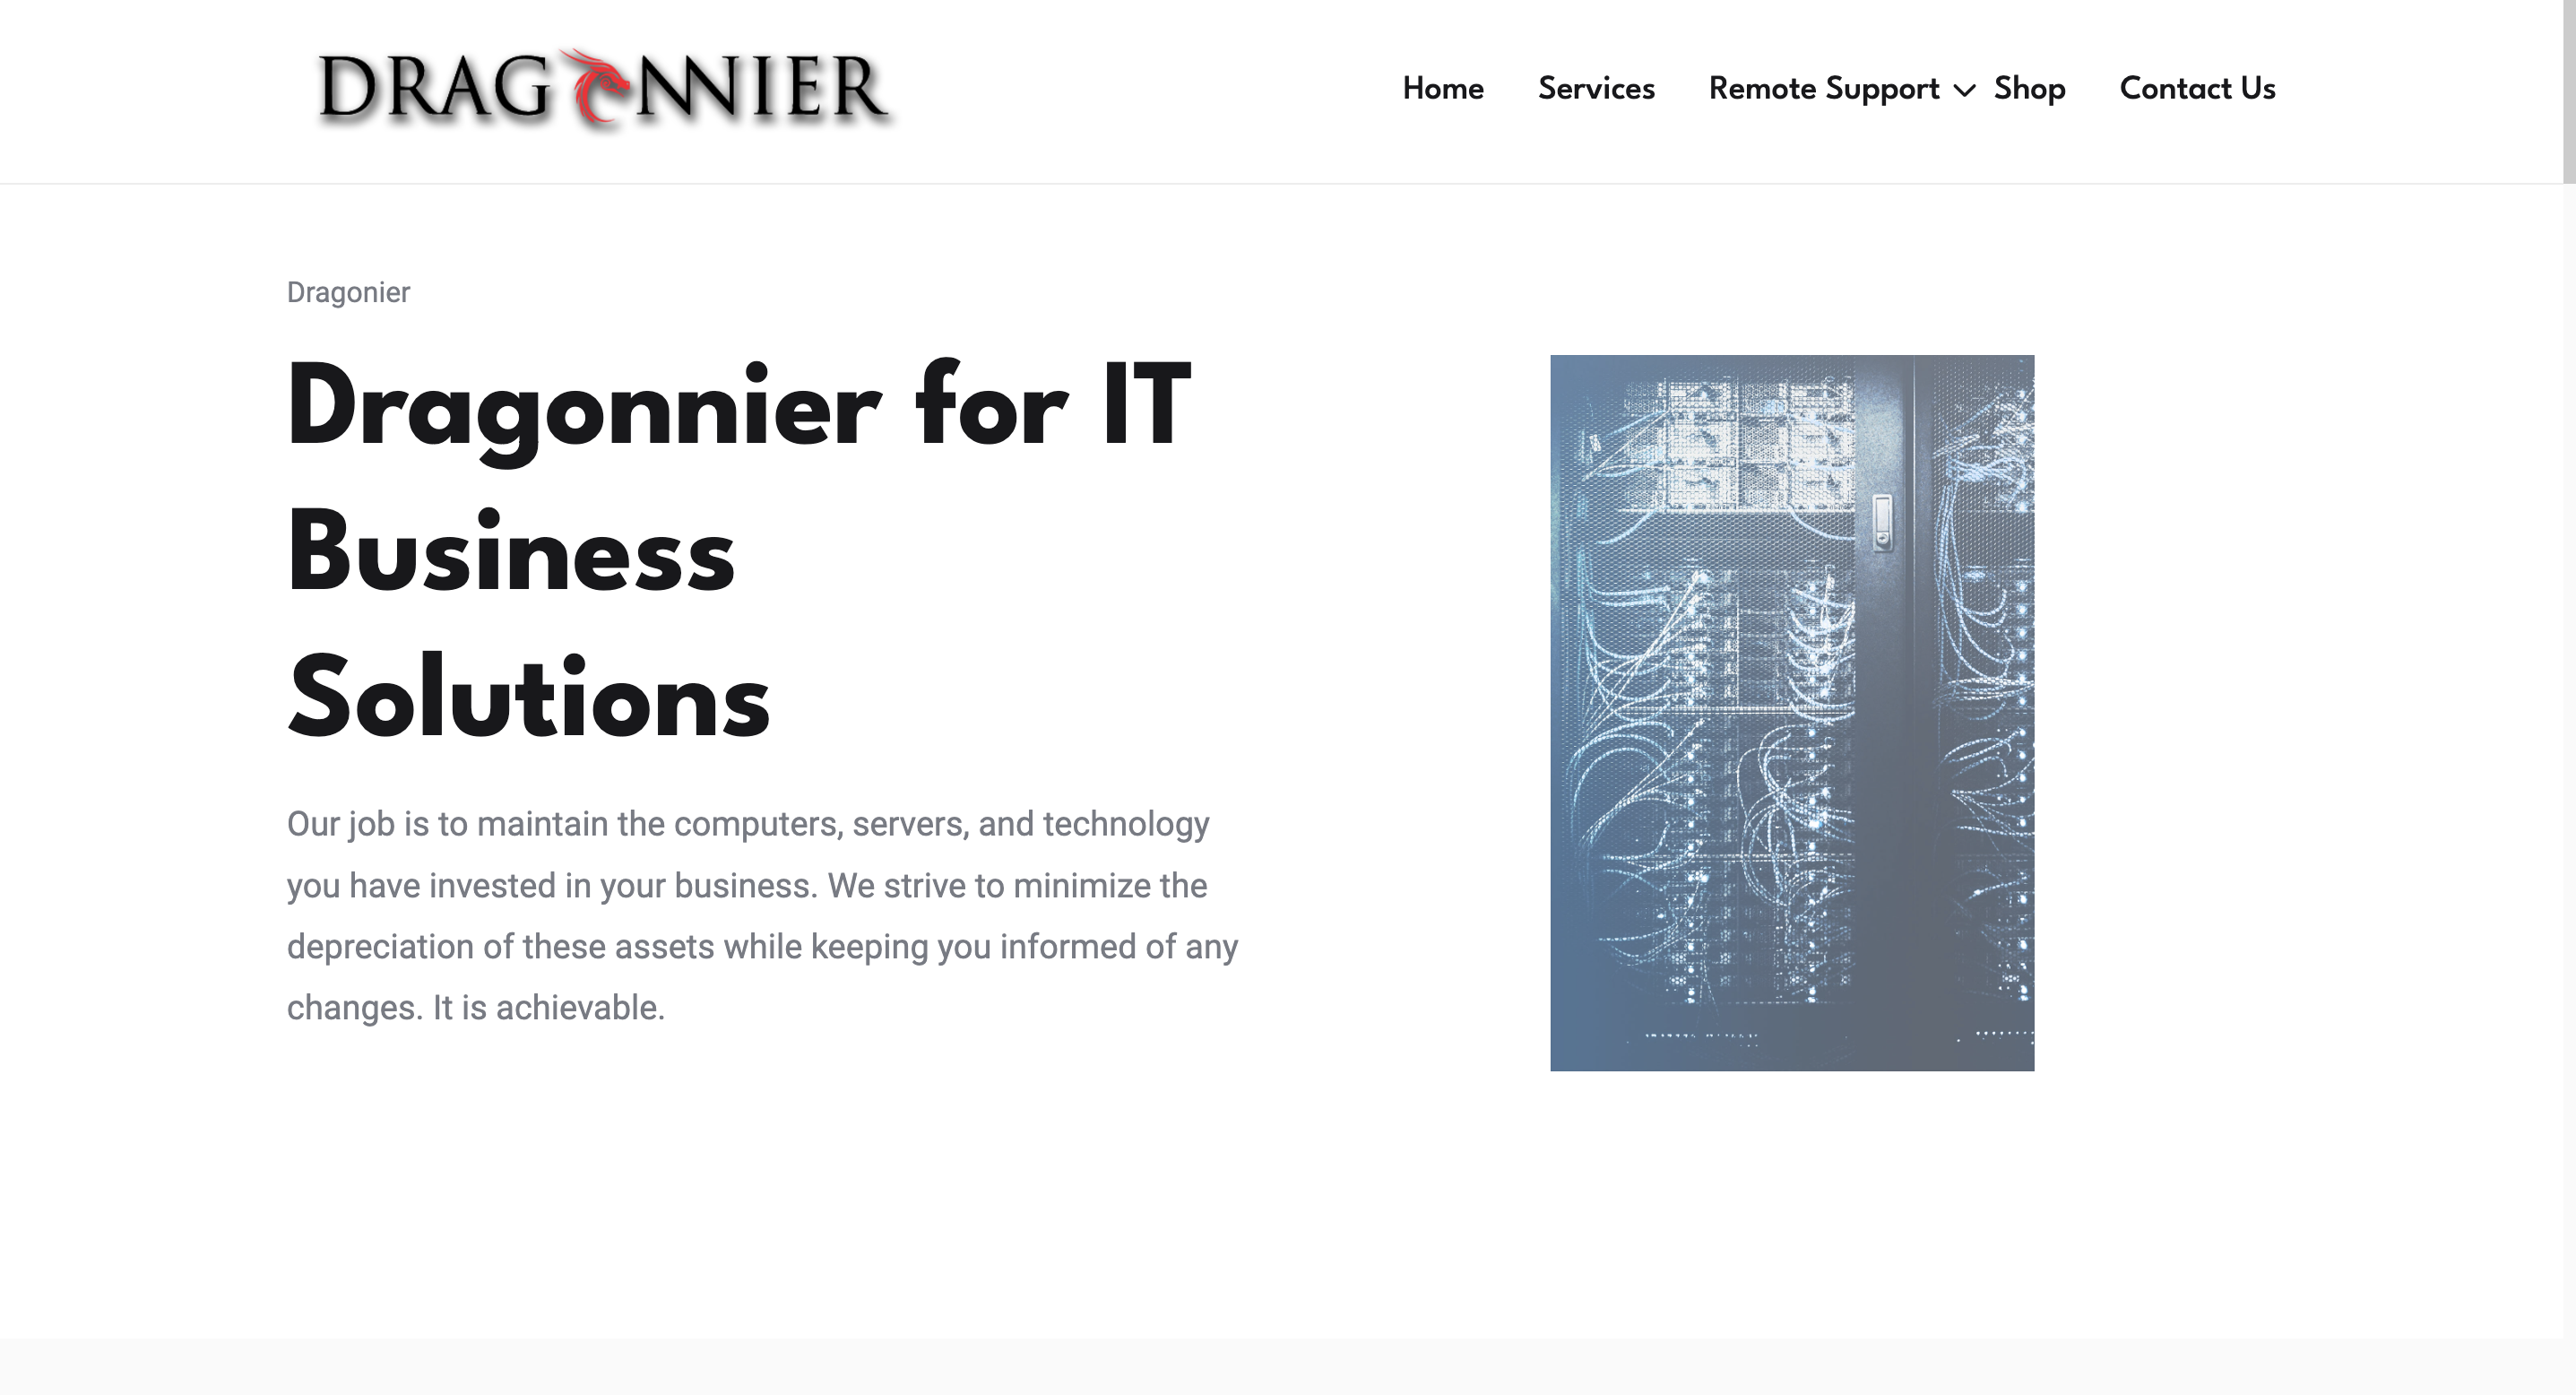 DRAGONNIER
Home Services Remote Support Shop Contact Us
Dragonier
Dragonnier for IT
Business
Solutions
Our job is to maintain the computers, servers, and technology
you have invested in your business. We strive to minimize the
depreciation of these assets while keeping you informed of any
changes. It is achievable.